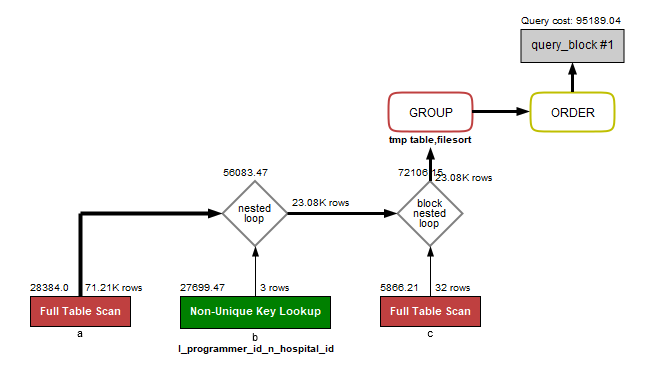 Query cost: 95189.04
query_block #1
GROUP
ORDER
tmp table,filesort
56083.47
72106.15
23.08K rows
nested
loop
23.08K rows
block
nested
loop
28384.0
71.21K rows
27699.47
3 rows
5866.21
32 rows
Full Table Scan
Non-Unique Key Lookup
Full Table Scan
a
b
c
I_programmer_id_n_hospital_id